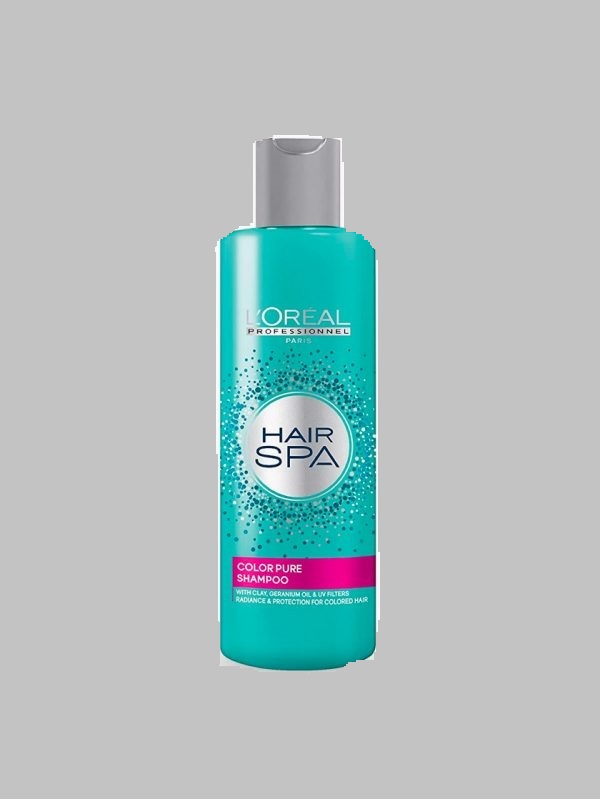 L'ORÉAL
PROFESSIONNEL
PARIS
HAIR
SPA
COLOR PURE
SHAMPOO
WITH CLAY, GERANIUM OIL & UV FILTERS
RADIANCE & PROTECTION FOR COLORED HAIR